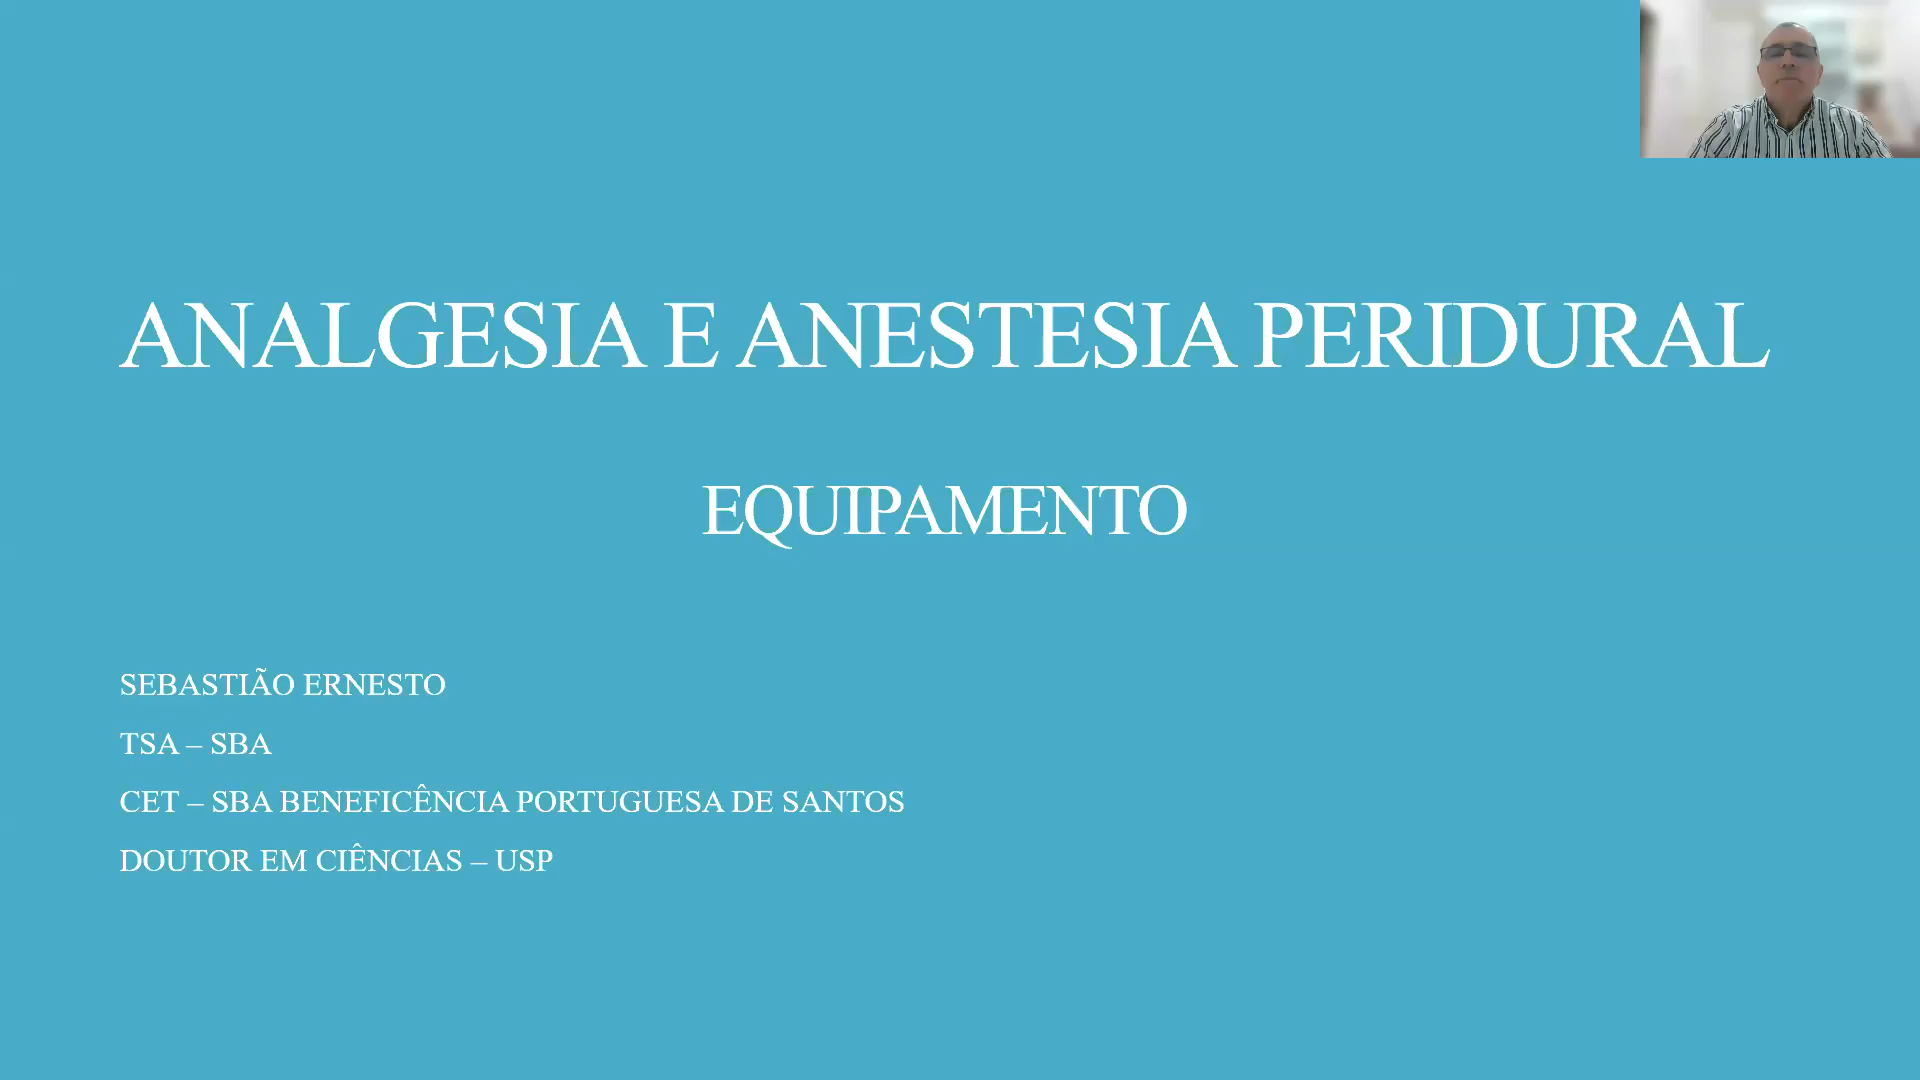 ANALGESIA E ANESTESIA PERIDURAL
EQUIPAMENTO
SEBASTIÃO ERNESTO
TSA – SBA
CET – SBA BENEFICÊNCIA PORTUGUESA DE SANTOS
DOUTOR EM CIÊNCIAS – USP